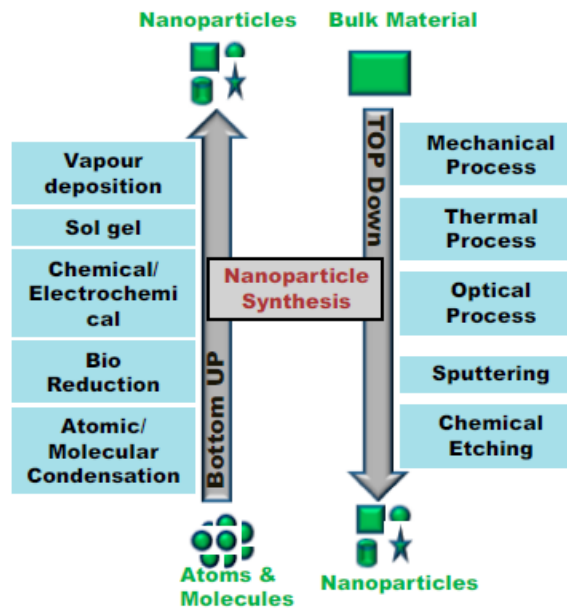 Nanoparticles
Bulk Material
Vapour
deposition
Sol gel
Chemical/
Electrochemi
cal
Bio
Reduction
Atomic/
Molecular
Condensation
Bottom UP
Nanoparticle
Synthesis
TOP Down
Mechanical
Process
Thermal
Process
Optical
Process
Sputtering
Chemical
Etching
Atoms &
Molecules
Nanoparticles